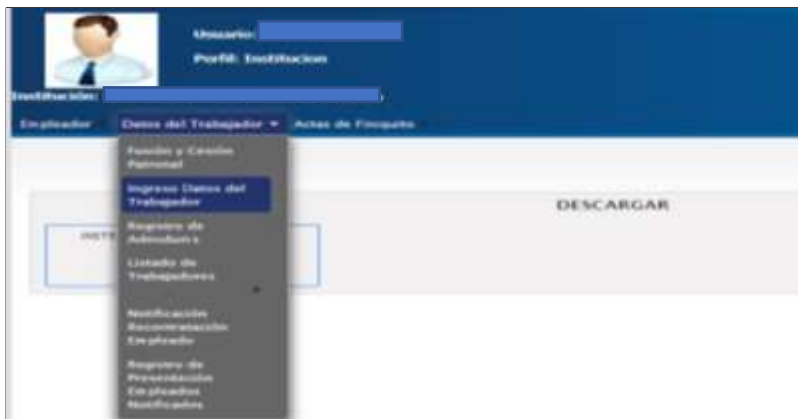 Usuario:
Perfil: Institucion
Institución:
Empleador Datos del Trabajador Actas de Finiquito
Fusión y Cesión
Patronal
Ingreso Datos del
Trabajador
DESCARGAR
Registro de
Adendum s
Listado de
Trabajadores
Notificación
Recontratación
Empleado
Registro de
Presentación
Empleados
Notificados